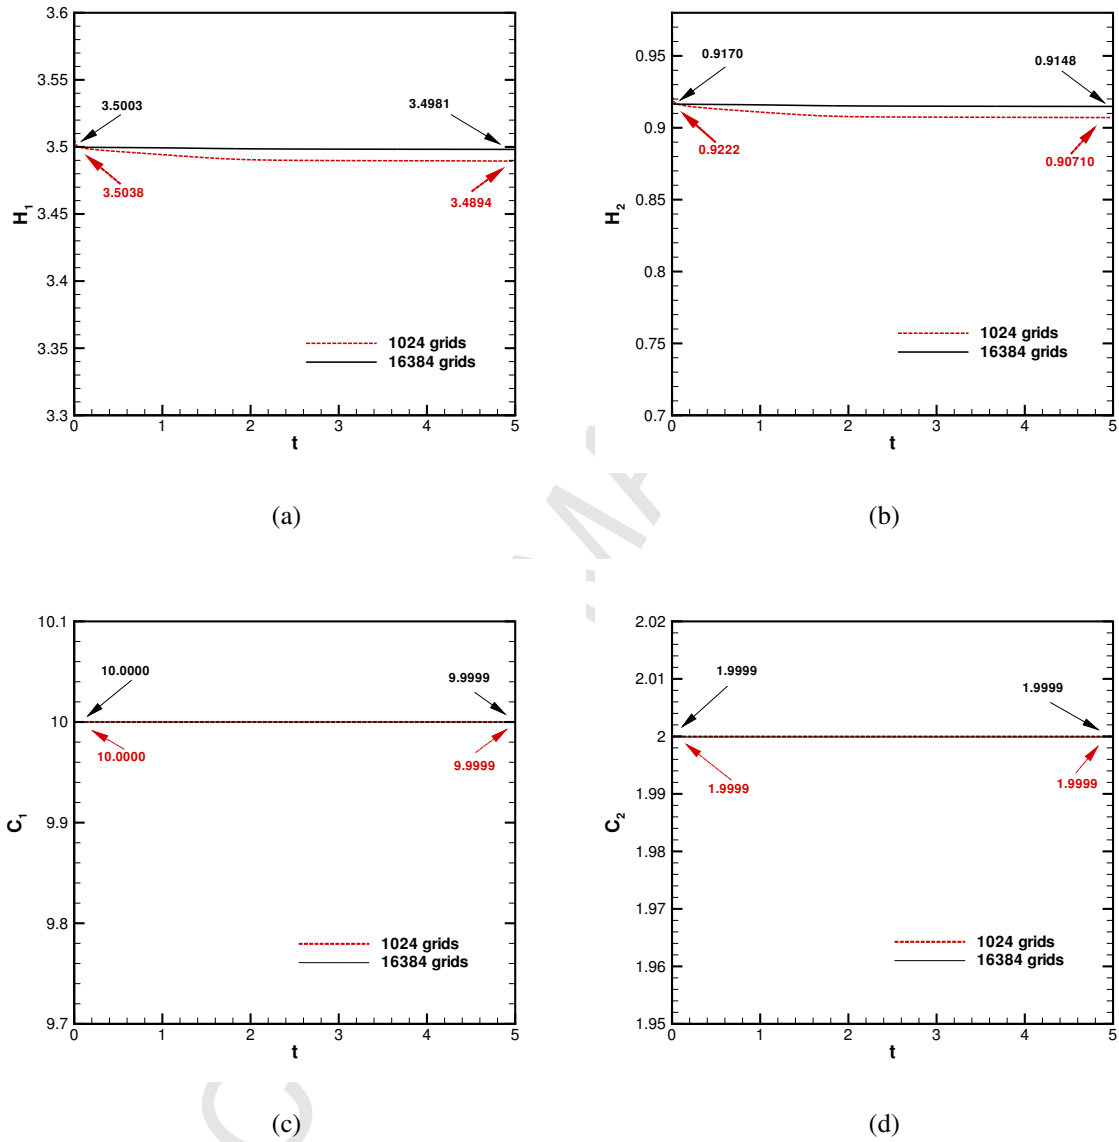 3.6
3.55
3.5
3.45
3.4
3.35
3.3
H1
3.5003
3.4981
3.5038
3.4894
1024 grids
16384 grids
0 1 2 3 4 5
t
(a)
0.95
0.9
0.85
0.8
0.75
0.7
H2
0.9170
0.9148
0.9222
0.90710
1024 grids
16384 grids
0 1 2 3 4 5
t
(b)
10.1
10
9.9
9.8
9.7
C1
10.0000
9.9999
10.0000
9.9999
1024 grids
16384 grids
0 1 2 3 4 5
t
(c)
2.02
2.01
2
1.99
1.98
1.97
1.96
1.95
C2
1.9999
1.9999
1.9999
1.9999
1024 grids
16384 grids
0 1 2 3 4 5
t
(d)